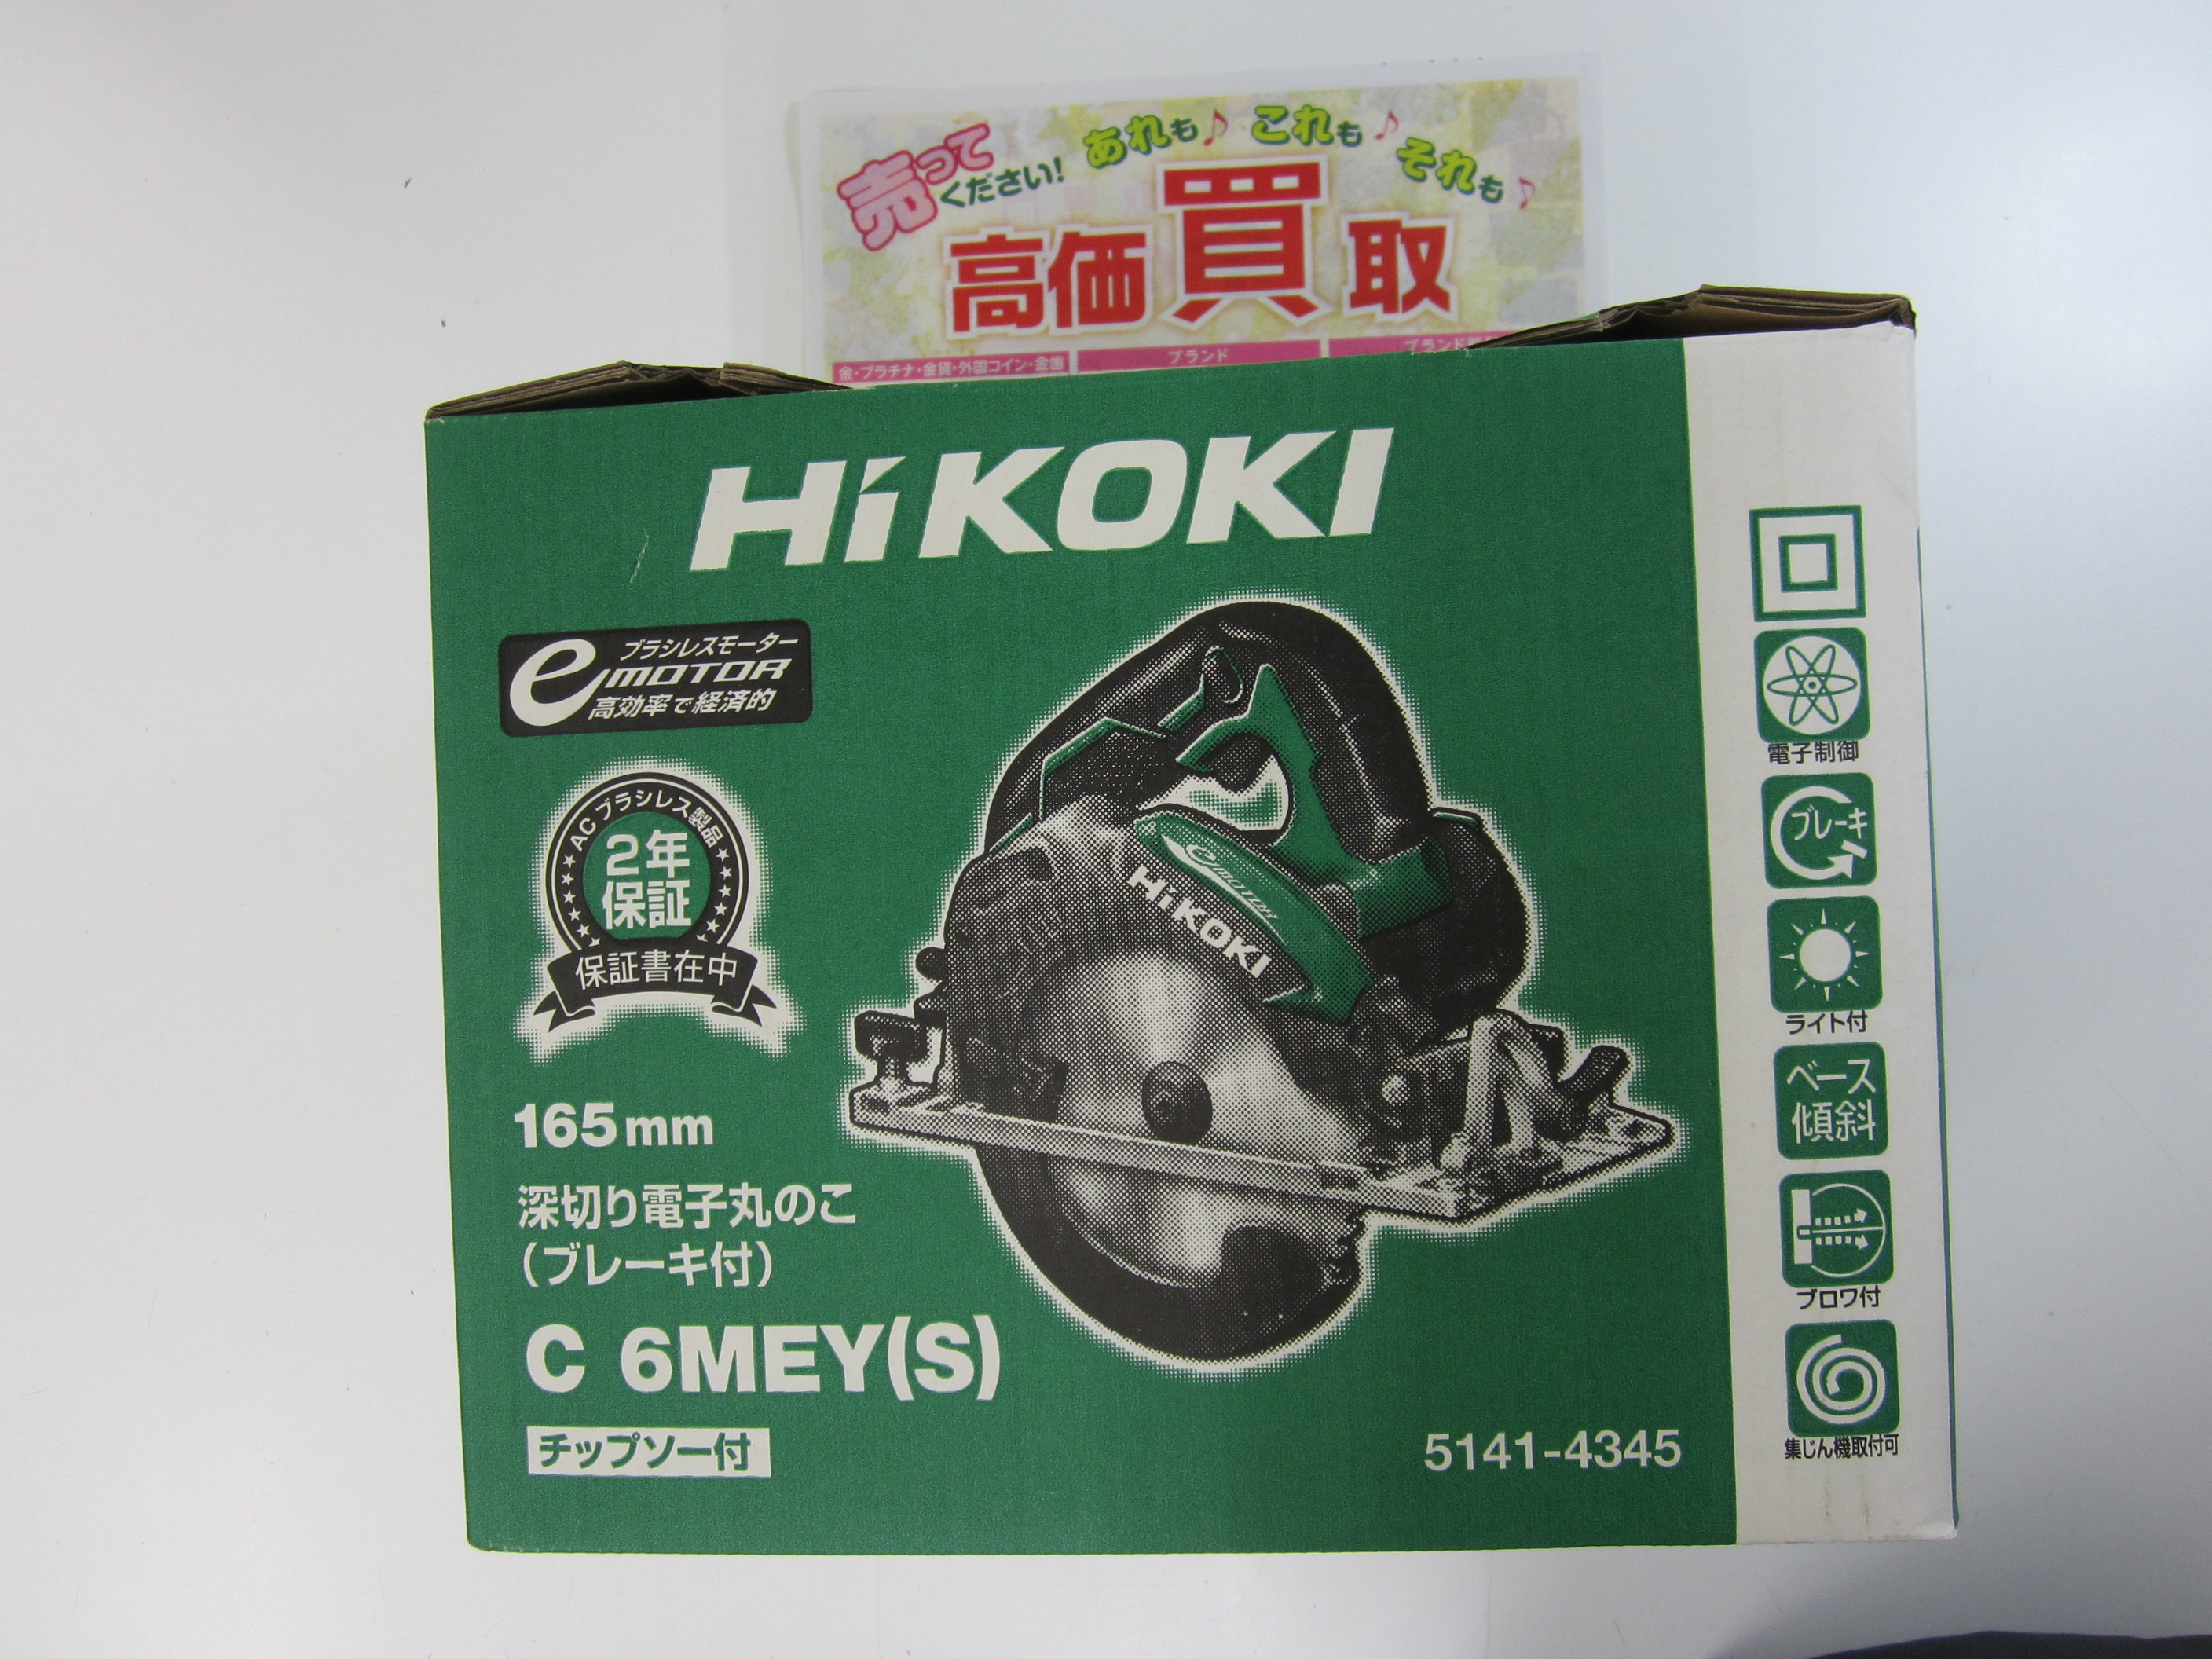 売って
ください!
あれも♪
これも♪
それも♪
高価買取
金・プラチナ・金貨・外国コイン・金歯
ブランド
HiKOKI
ブラシレスモーター
eMOTOR
高効率で経済的
ACブラシレス製品
2年
保証
保証書在中
eMOTOR
HiKOKI
165mm
深切り電子丸のこ
(ブレーキ付)
C 6MEY(S)
チップソー付
5141-4345
電子制御
ブレーキ
ライト付
ベース
傾斜
ブロワ付
集じん機取付可